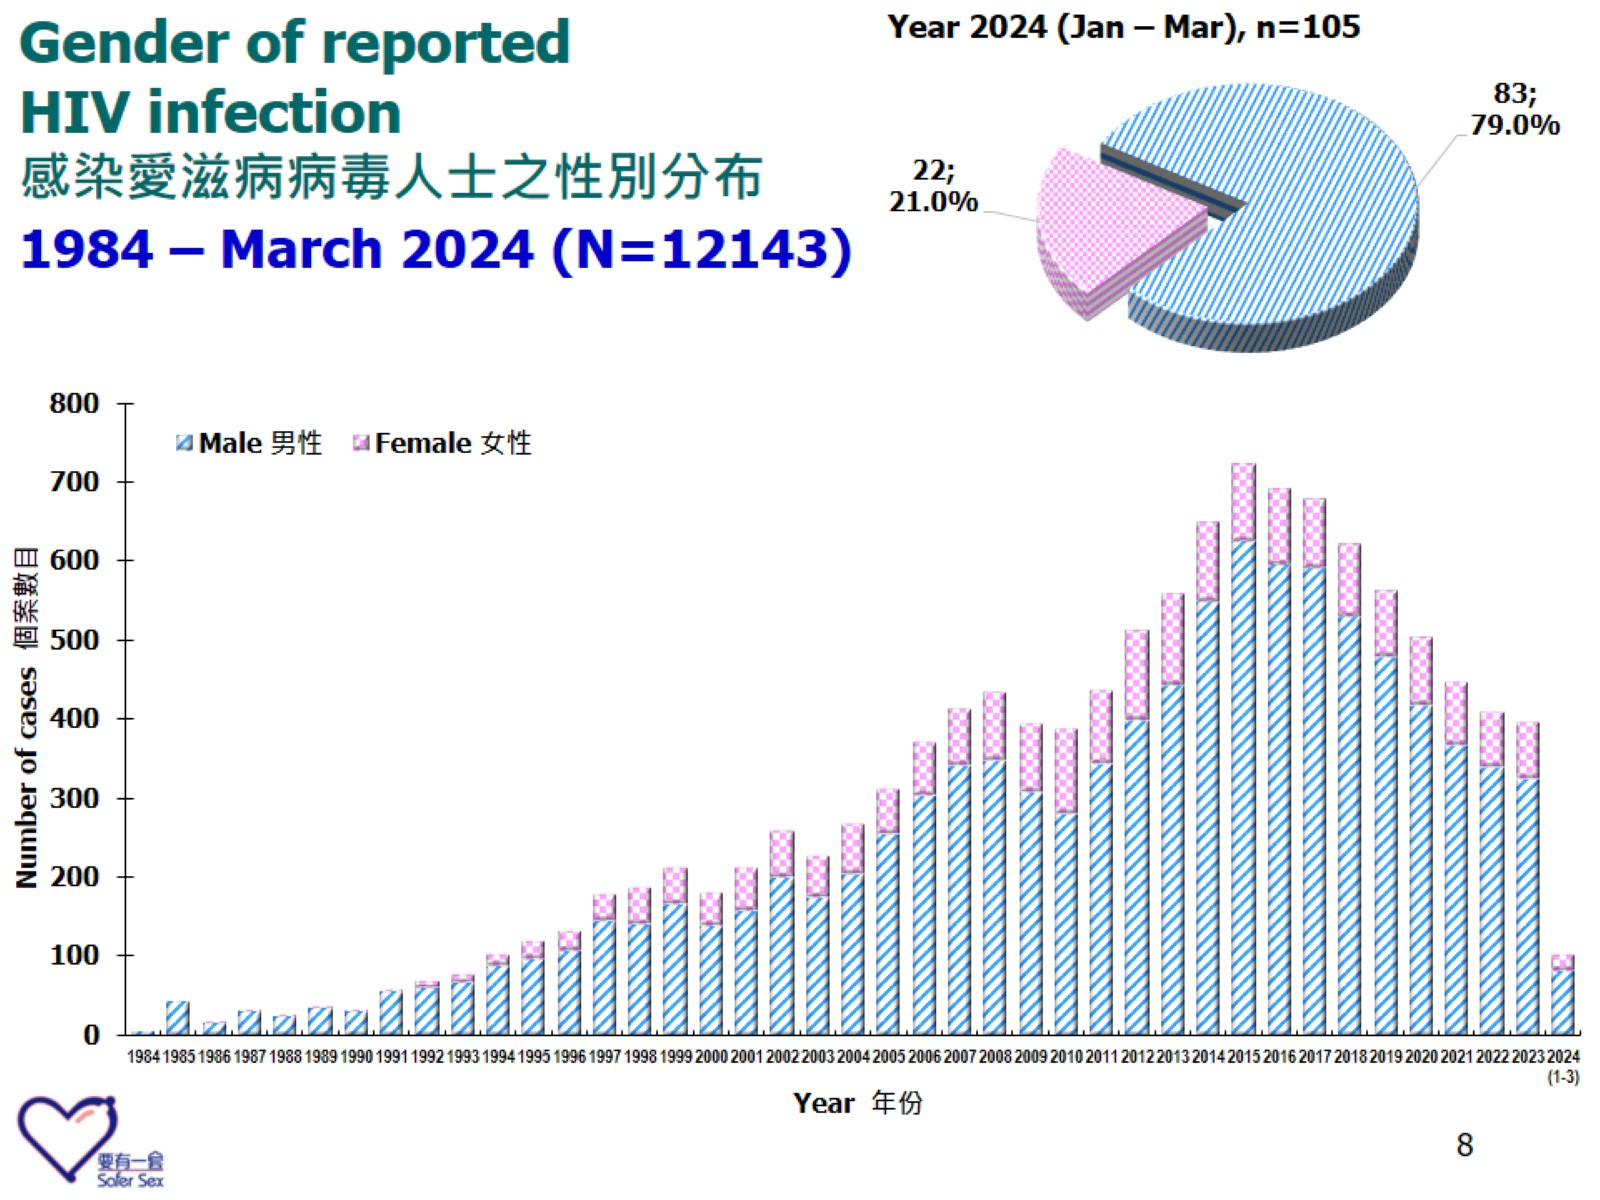 Gender of reported
HIV infection
感染愛滋病病毒人士之性別分布
1984 – March 2024 (N=12143)
Year 2024 (Jan – Mar), n=105
83;
79.0%
22;
21.0%
Male 男性 Female 女性
Number of cases 個案數目
800
700
600
500
400
300
200
100
0
1984 1985 1986 1987 1988 1989 1990 1991 1992 1993 1994 1995 1996 1997 1998 1999 2000 2001 2002 2003 2004 2005 2006 2007 2008 2009 2010 2011 2012 2013 2014 2015 2016 2017 2018 2019 2020 2021 2022 2023 2024
(1-3)
Year 年份
要有一套
Safer Sex
8